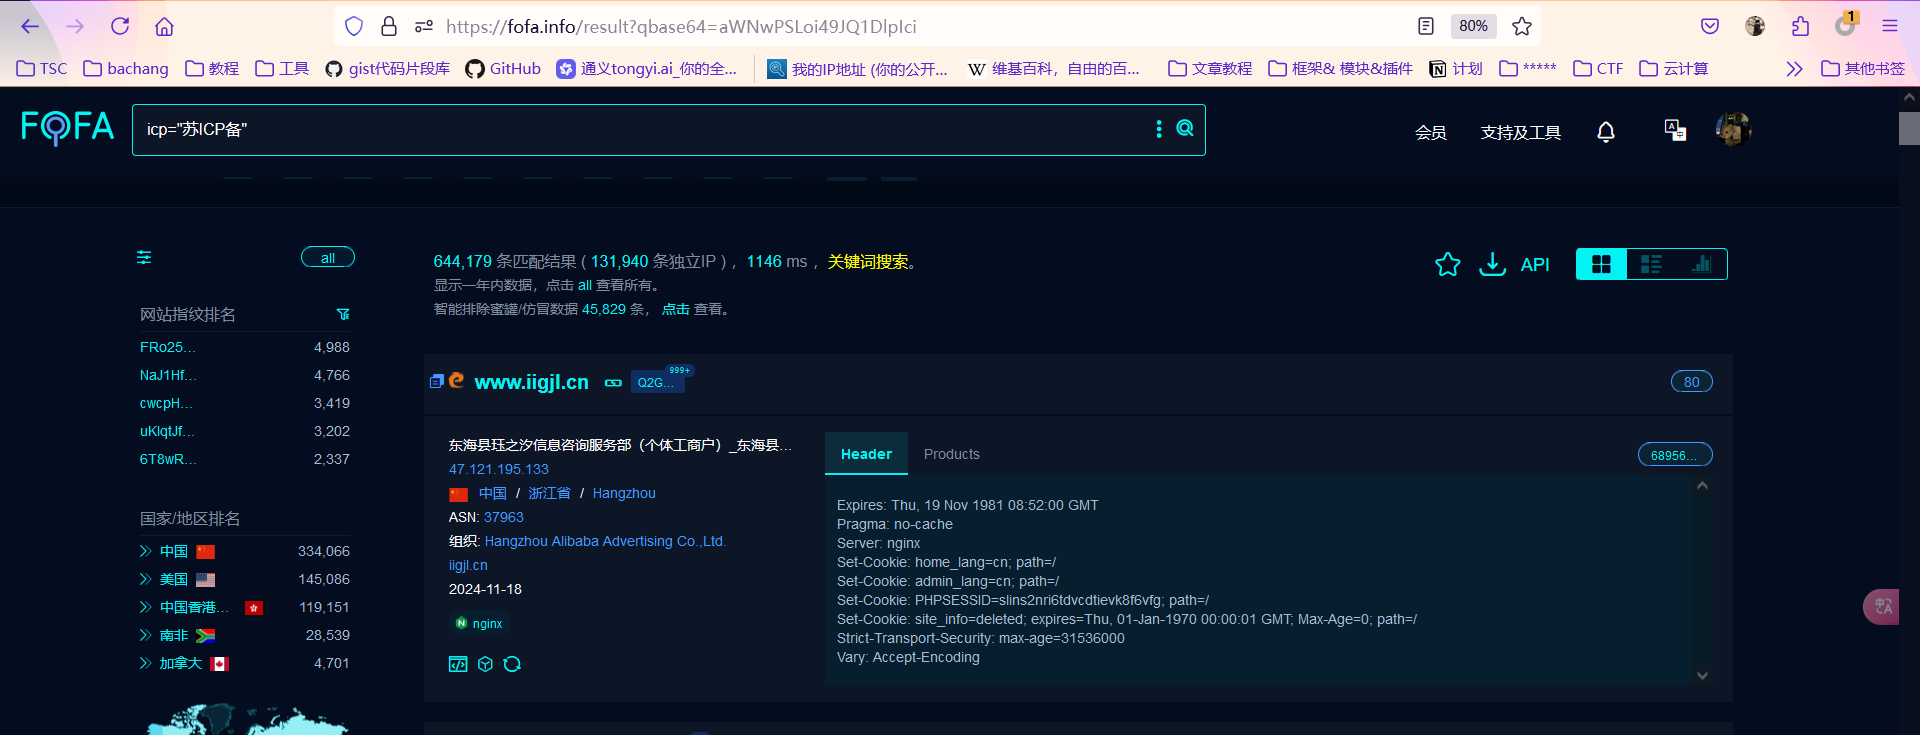 https://fofa.info/result?qbase64=aWNwPSLoi49JQ1DlpIci
80%
1
TSC
bachang
教程
工具
gist代码片段库
GitHub
通义tongyi.ai_你的全...
我的IP地址 (你的公开...
维基百科，自由的百...
文章教程
框架& 模块&插件
计划
*****
CTF
云计算
其他书签
FOFA
icp="苏ICP备"
会员
支持及工具
all
644,179 条匹配结果 ( 131,940 条独立IP ) ，1146 ms ，关键词搜索。
显示一年内数据，点击 all 查看所有。
智能排除蜜罐/仿冒数据 45,829 条， 点击 查看。
API
网站指纹排名
FRo25... 4,988
NaJ1Hf... 4,766
cwcpH... 3,419
uKlqtJf... 3,202
6T8wR... 2,337
国家/地区排名
中国 334,066
美国 145,086
中国香港... 119,151
南非 28,539
加拿大 4,701
www.iigjl.cn
Q2G...
999+
80
东海县珏之汐信息咨询服务部（个体工商户）_东海县...
47.121.195.133
中国 / 浙江省 / Hangzhou
ASN: 37963
组织: Hangzhou Alibaba Advertising Co.,Ltd.
iigjl.cn
2024-11-18
nginx
Header
Products
68956...
Expires: Thu, 19 Nov 1981 08:52:00 GMT
Pragma: no-cache
Server: nginx
Set-Cookie: home_lang=cn; path=/
Set-Cookie: admin_lang=cn; path=/
Set-Cookie: PHPSESSID=slins2nri6tdvcdtievk8f6vfg; path=/
Set-Cookie: site_info=deleted; expires=Thu, 01-Jan-1970 00:00:01 GMT; Max-Age=0; path=/
Strict-Transport-Security: max-age=31536000
Vary: Accept-Encoding